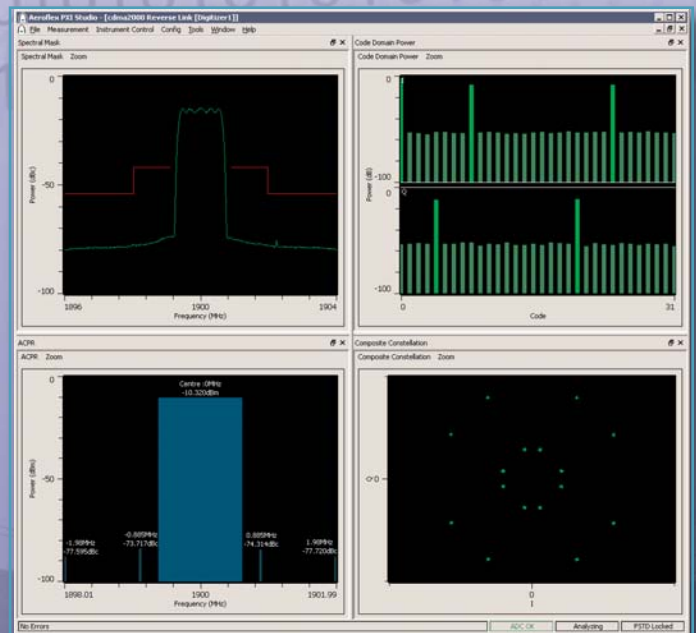 Aeroflex PXI Studio - [cdma2000 Reverse Link [Digitizer1]]
File Measurement Instrument Control Config Tools Window Help
Spectral Mask
Spectral Mask Zoom
0
Power (dBc)
-50
-100
1896
1900
1904
Frequency (MHz)
Code Domain Power
Code Domain Power Zoom
0
I
-100
Power (dB)
0
Q
-100
0
31
Code
ACPR
ACPR Zoom
0
Centre :0MHz
-10.320dBm
Power (dBm)
-50
-1.98MHz
-77.595dBc
-0.885MHz
-73.717dBc
0.885MHz
-74.314dBc
1.98MHz
-77.720dBc
-100
1898.01
1900
1901.99
Frequency (MHz)
Composite Constellation
Composite Constellation Zoom
Q
0
0
I
No Errors
ADC OK
Analyzing
PSTD Locked